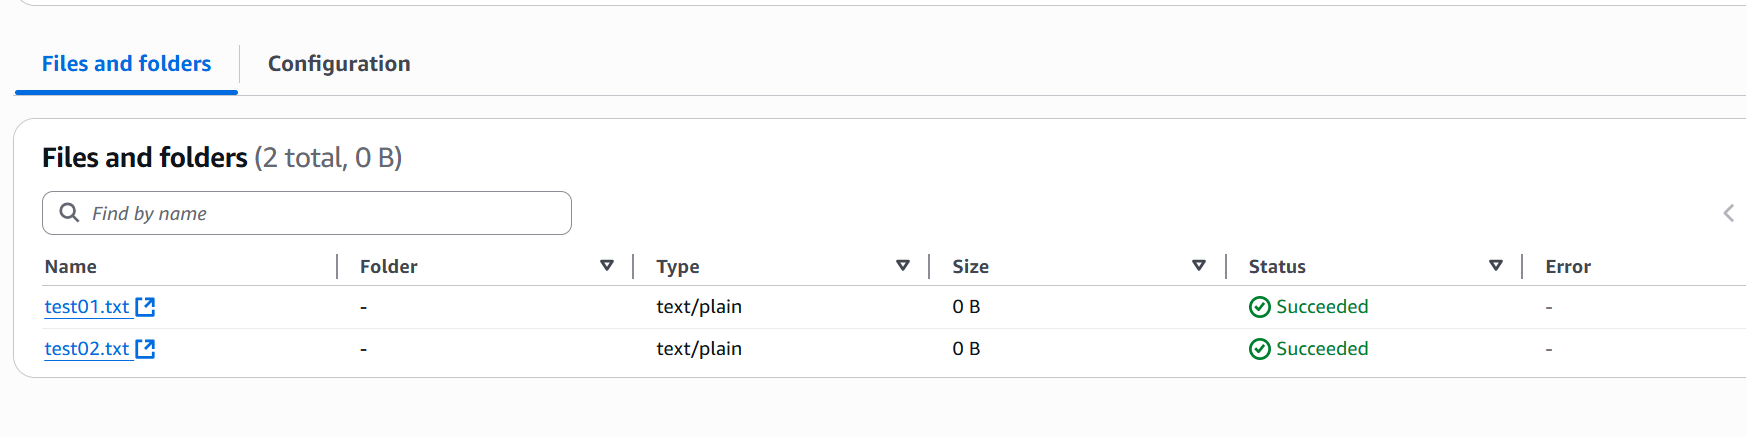 Files and folders Configuration
Files and folders (2 total, 0 B)
Find by name
Name Folder Type Size Status Error
test01.txt - text/plain 0 B Succeeded -
test02.txt - text/plain 0 B Succeeded -